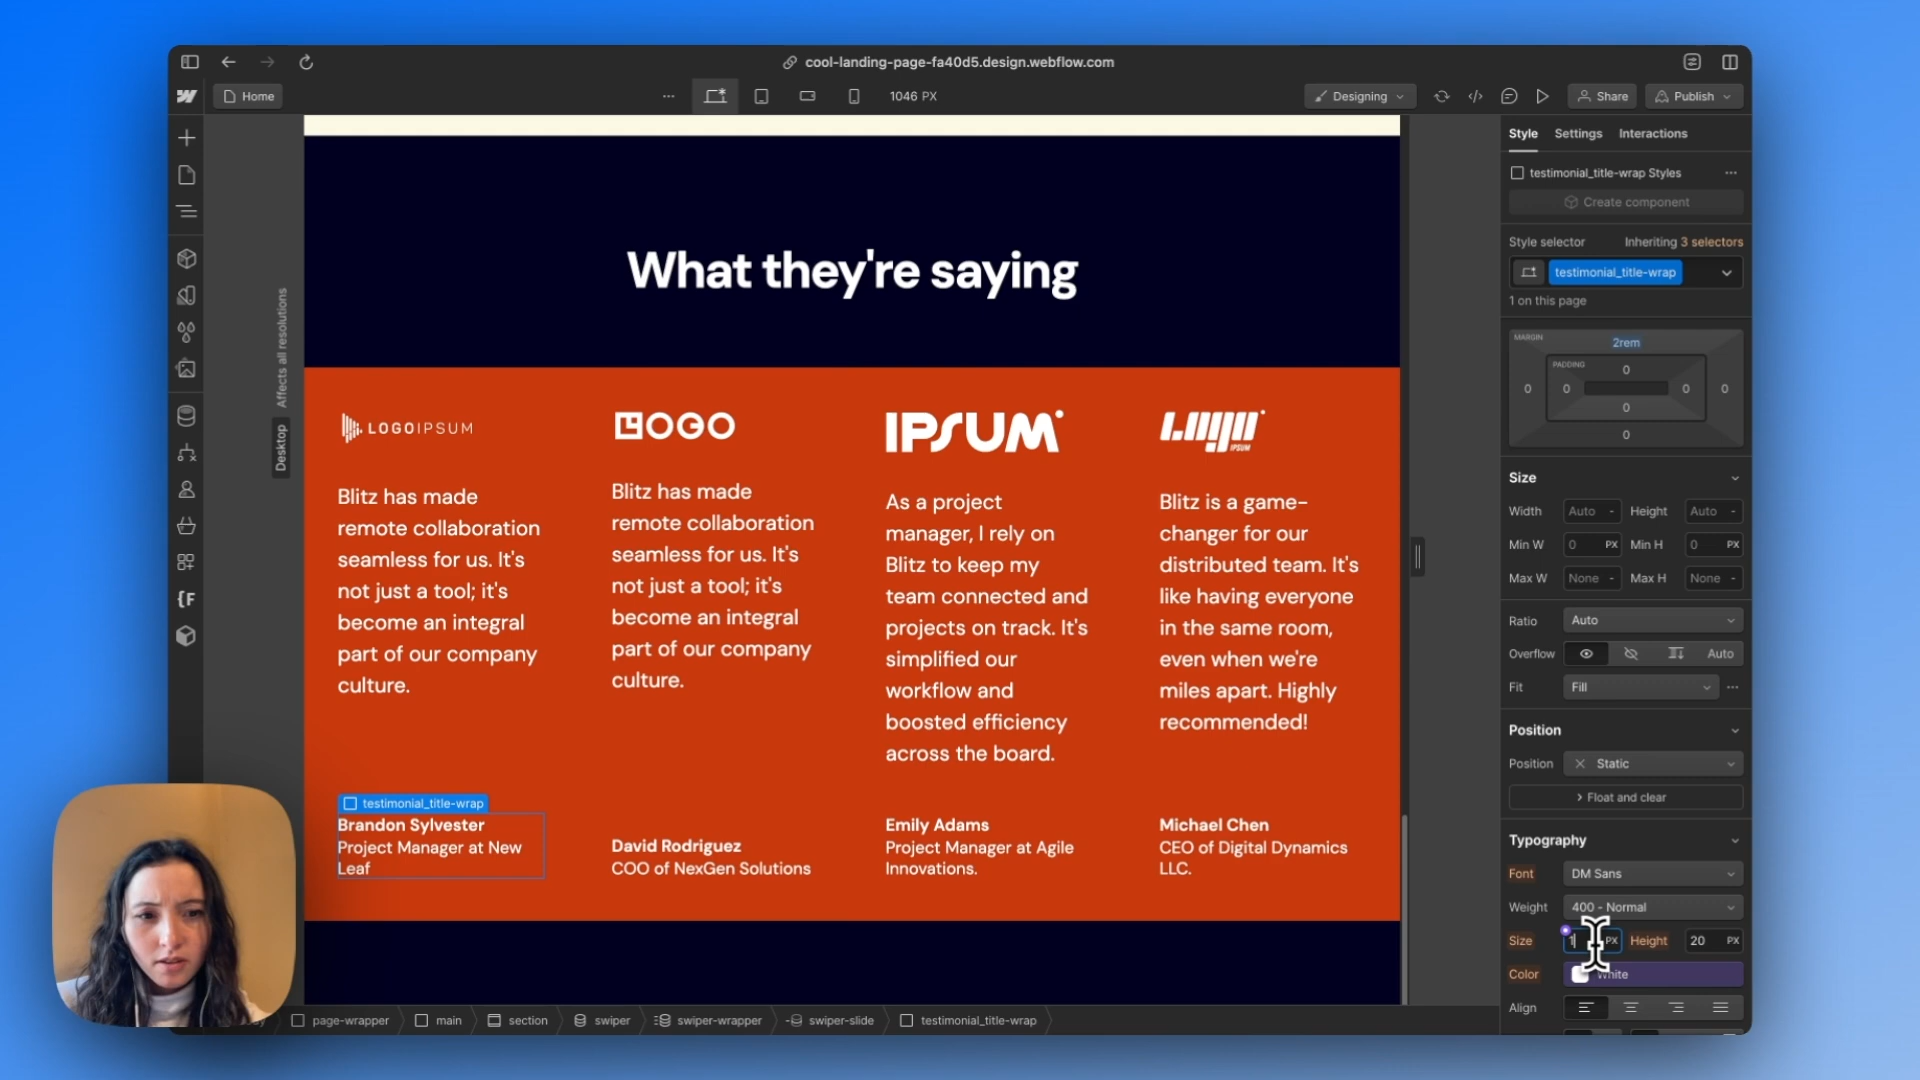 cool-landing-page-fa40d5.design.webflow.com
Home
1046 PX
Designing
Share
Publish
Style
Settings
Interactions
testimonial_title-wrap Styles
Create component
Style selector
Inheriting 3 selectors
testimonial_title-wrap
1 on this page
Affects all resolutions
Desktop
What they're saying
LOGOIPSUM
LOGO
IPSUM
Logo
IPSUM
Blitz has made
remote collaboration
seamless for us. It's
not just a tool; it's
become an integral
part of our company
culture.
testimonial_title-wrap
Brandon Sylvester
Project Manager at New
Leaf
Blitz has made
remote collaboration
seamless for us. It's
not just a tool; it's
become an integral
part of our company
culture.
David Rodriguez
COO of NexGen Solutions
As a project
manager, I rely on
Blitz to keep my
team connected and
projects on track. It's
simplified our
workflow and
boosted efficiency
across the board.
Emily Adams
Project Manager at Agile
Innovations.
Blitz is a game-
changer for our
distributed team. It's
like having everyone
in the same room,
even when we're
miles apart. Highly
recommended!
Michael Chen
CEO of Digital Dynamics
LLC.
MARGIN
2rem
PADDING
0
0 0 0 0
0
0
Size
Width Auto - Height Auto -
Min W 0 PX Min H 0 PX
Max W None - Max H None -
Ratio Auto
Overflow Auto
Fit Fill
Position
Position Static
Float and clear
Typography
Font DM Sans
Weight 400 - Normal
Size 1 PX Height 20 PX
Color White
Align
page-wrapper
main
section
swiper
swiper-wrapper
swiper-slide
testimonial_title-wrap